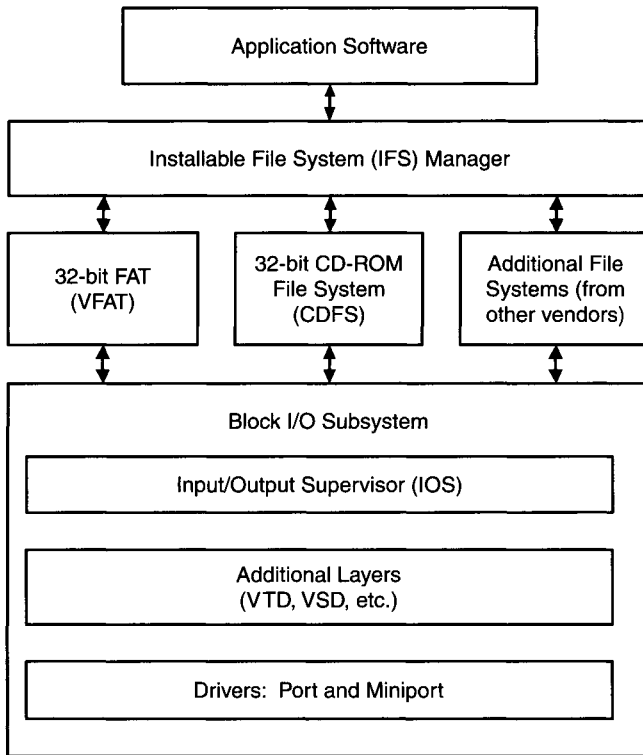 Application Software
Installable File System (IFS) Manager
32-bit FAT
(VFAT)
32-bit CD-ROM
File System
(CDFS)
Additional File
Systems (from
other vendors)
Block I/O Subsystem
Input/Output Supervisor (IOS)
Additional Layers
(VTD, VSD, etc.)
Drivers:  Port and Miniport